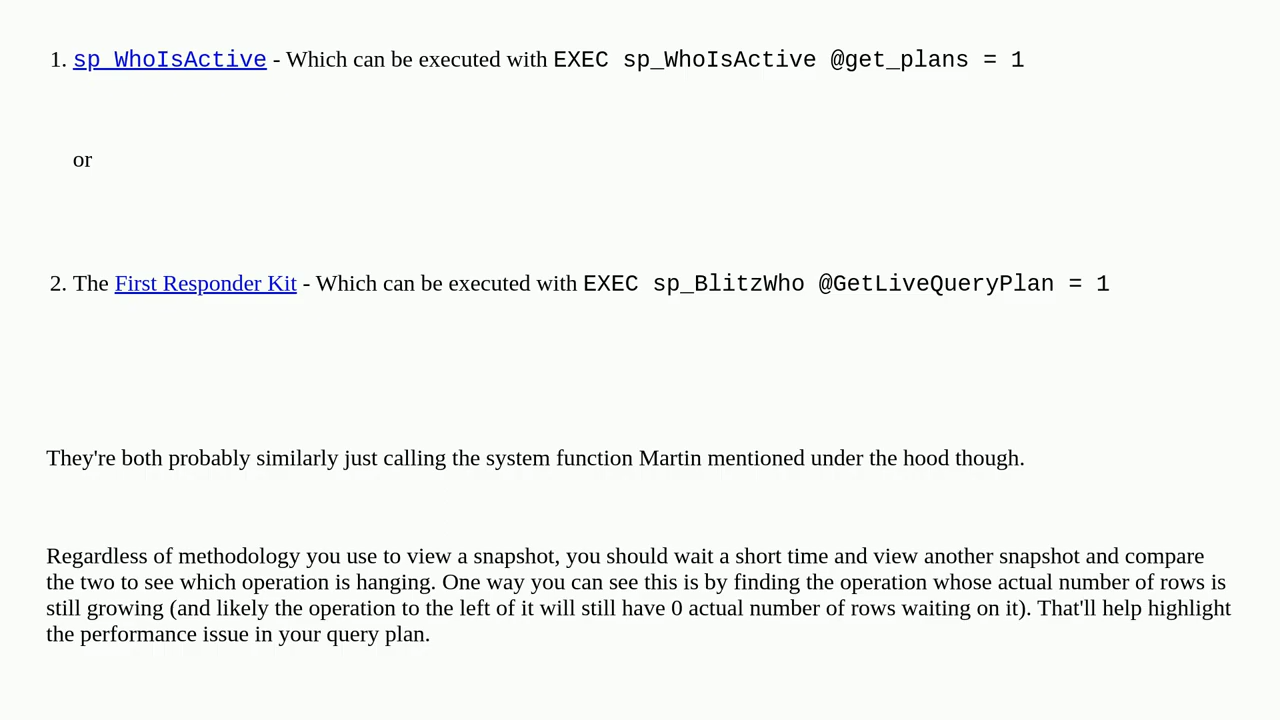 1. sp_WhoIsActive - Which can be executed with EXEC sp_WhoIsActive @get_plans = 1
or
2. The First Responder Kit - Which can be executed with EXEC sp_BlitzWho @GetLiveQueryPlan = 1
They're both probably similarly just calling the system function Martin mentioned under the hood though.
Regardless of methodology you use to view a snapshot, you should wait a short time and view another snapshot and compare
the two to see which operation is hanging. One way you can see this is by finding the operation whose actual number of rows is
still growing (and likely the operation to the left of it will still have 0 actual number of rows waiting on it). That'll help highlight
the performance issue in your query plan.